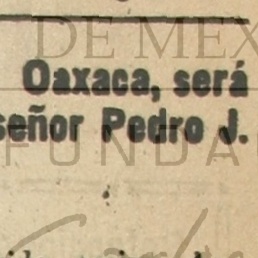 DE MEX
Oaxaca, será
señor Pedro J.
FUNDA